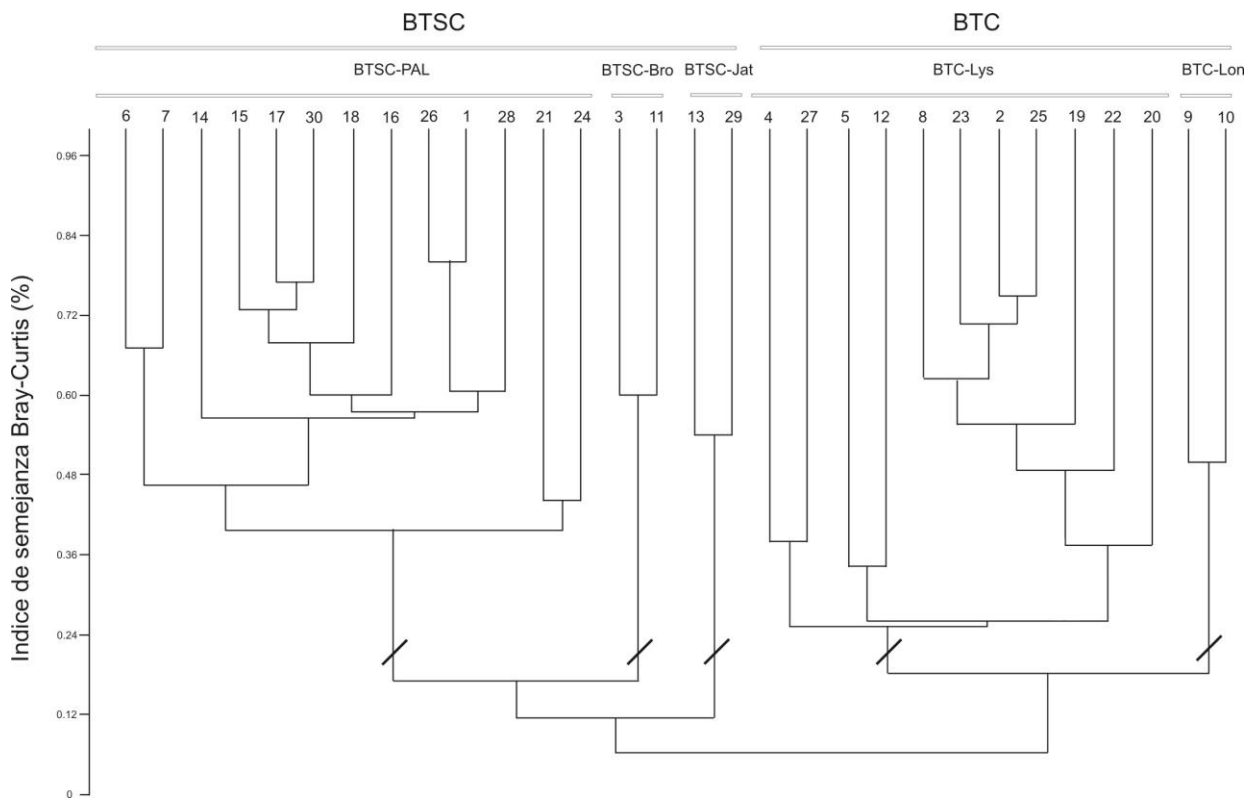 BTSC BTC
BTSC-PAL BTSC-Bro BTSC-Jat BTC-Lys BTC-Lon
6 7 14 15 17 30 18 16 26 1 28 21 24 3 11 13 29 4 27 5 12 8 23 2 25 19 22 20 9 10
0.96
0.84
0.72
0.60
0.48
0.36
0.24
0.12
0
Indice de semejanza Bray-Curtis (%)